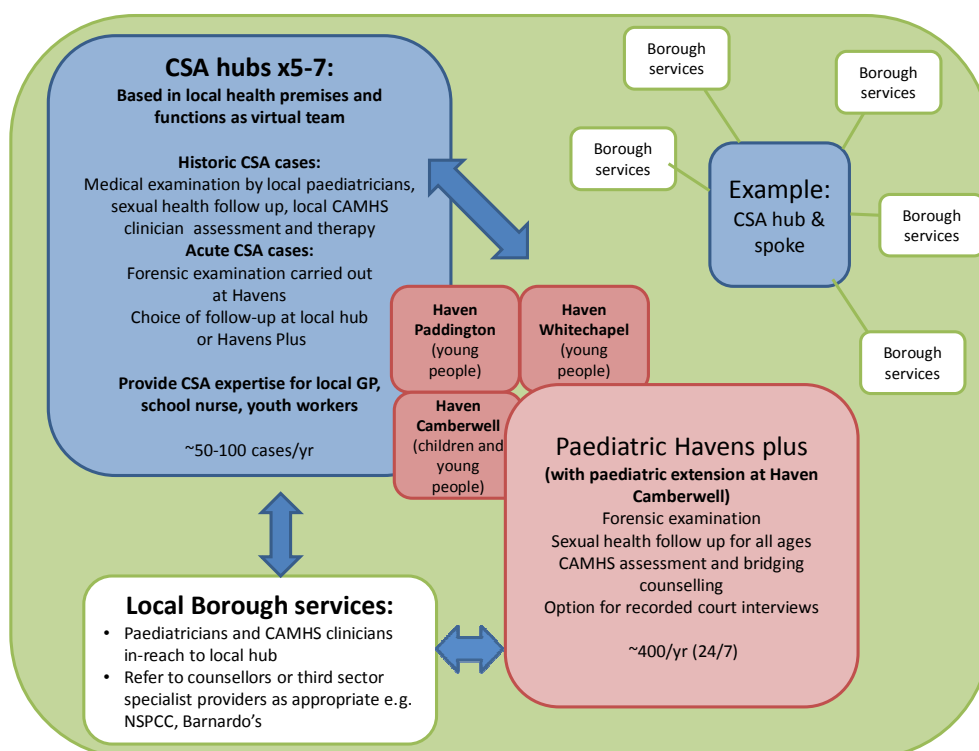 CSA hubs x5-7:
Based in local health premises and
functions as virtual team
Historic CSA cases:
Medical examination by local paediatricians,
sexual health follow up, local CAMHS
clinician assessment and therapy
Acute CSA cases:
Forensic examination carried out
at Havens
Choice of follow-up at local hub
or Havens Plus
Provide CSA expertise for local GP,
school nurse, youth workers
~50-100 cases/yr
Borough
services
Borough
services
Borough
services
Example:
CSA hub &
spoke
Borough
services
Borough
services
Haven
Paddington
(young
people)
Haven
Whitechapel
(young
people)
Haven
Camberwell
(children and
young
people)
Paediatric Havens plus
(with paediatric extension at Haven
Camberwell)
Forensic examination
Sexual health follow up for all ages
CAMHS assessment and bridging
counselling
Option for recorded court interviews
~400/yr (24/7)
Local Borough services:
• Paediatricians and CAMHS clinicians
in-reach to local hub
• Refer to counsellors or third sector
specialist providers as appropriate e.g.
NSPCC, Barnardo's